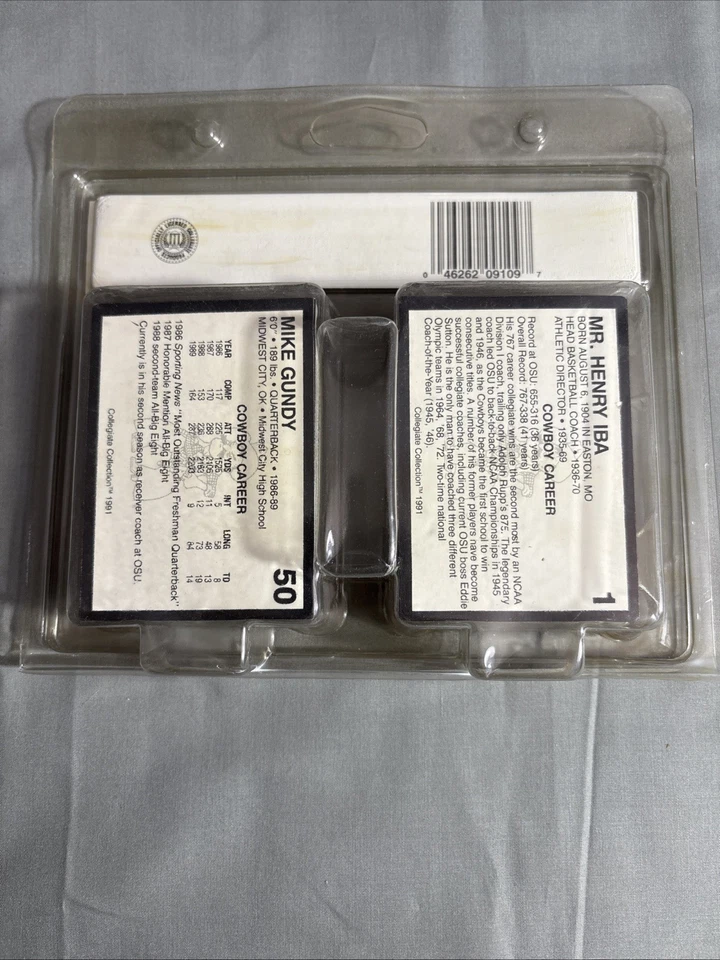 0 46262 09109 7
OFFICIALLY LICENSED COLLEGIATE PRODUCTS
MIKE GUNDY 50
6'0" • 189 lbs. • QUARTERBACK • 1986-89
MIDWEST CITY, OK • Midwest City High School
COWBOY CAREER
YEAR COMP ATT YDS INT LONG TD
1986 117 225 1525 5 58 8
1987 170 288 2106 11 48 13
1988 153 236 2163 12 73 19
1989 164 267 9 84 14
1986 Sporting News "Most Outstanding Freshman Quarterback"
1987 Honorable Mention All-Big Eight
1988 second-team All-Big Eight
Currently is in his second season as receiver coach at OSU.
Collegiate Collection™ 1991
MR. HENRY IBA 1
BORN AUGUST 6, 1904 IN EASTON, MO
HEAD BASKETBALL COACH • 1936-70
ATHLETIC DIRECTOR • 1935-69
COWBOY CAREER
Record at OSU: 655-316 (36 years)
Overall Record: 767-338 (41 years)
His 767 career collegiate wins are the second most by an NCAA
Division I coach, trailing only Adolph Rupp's 875. The legendary
coach led OSU to back-to-back NCAA Championships in 1945
and 1946, as the Cowboys became the first school to win
consecutive titles. A number of his former players have become
successful collegiate coaches, including current OSU boss Eddie
Sutton. He is the only man to have coached three different
Olympic teams in 1964, '68, '72. Two-time national
Coach-of-the-Year (1945, '46).
Collegiate Collection™ 1991